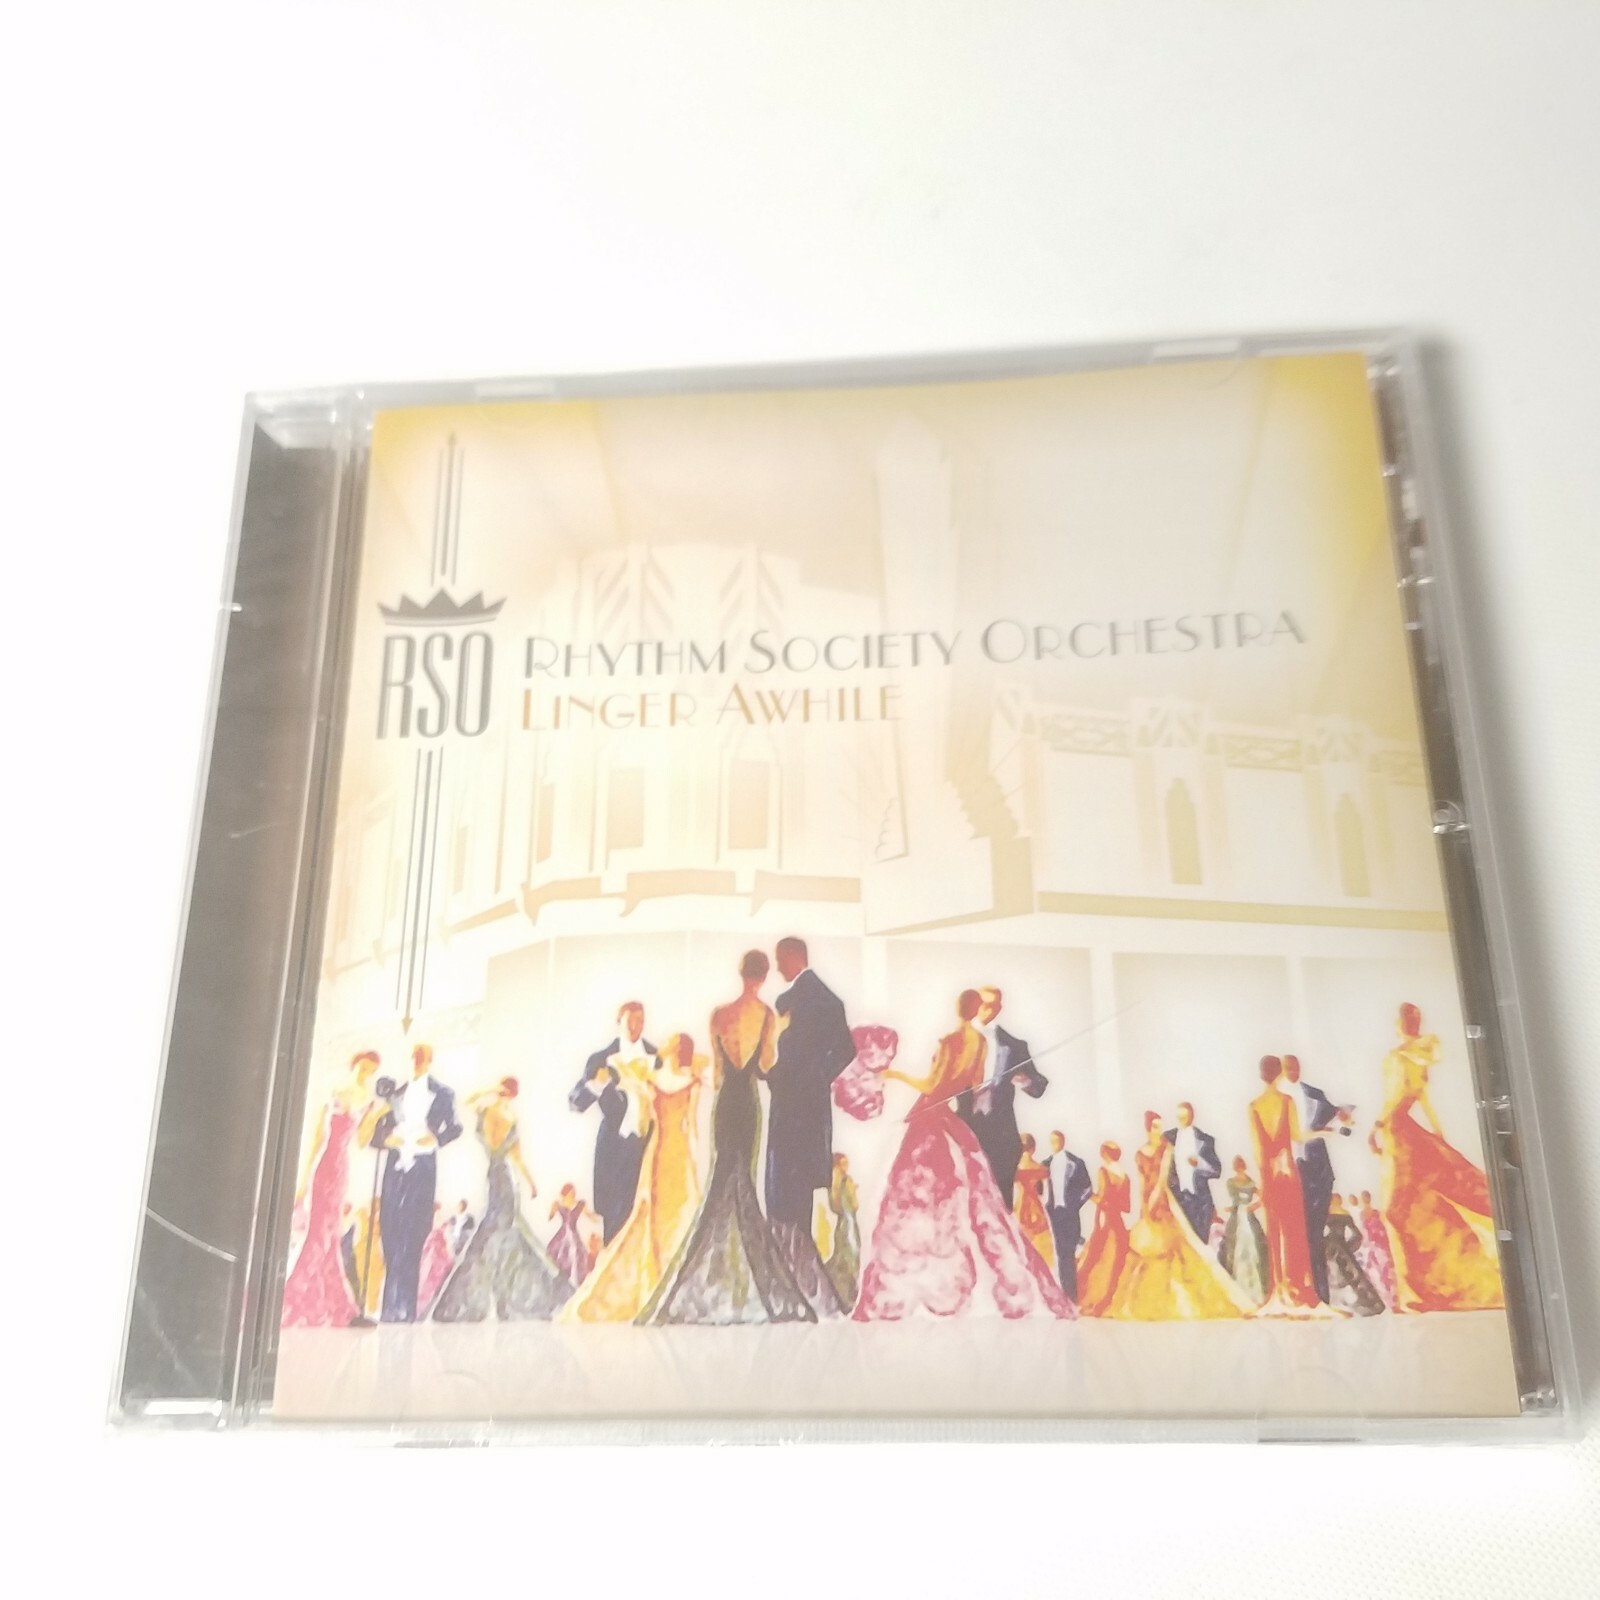 RSO
RHYTHM SOCIETY ORCHESTRA
LINGER AWHILE